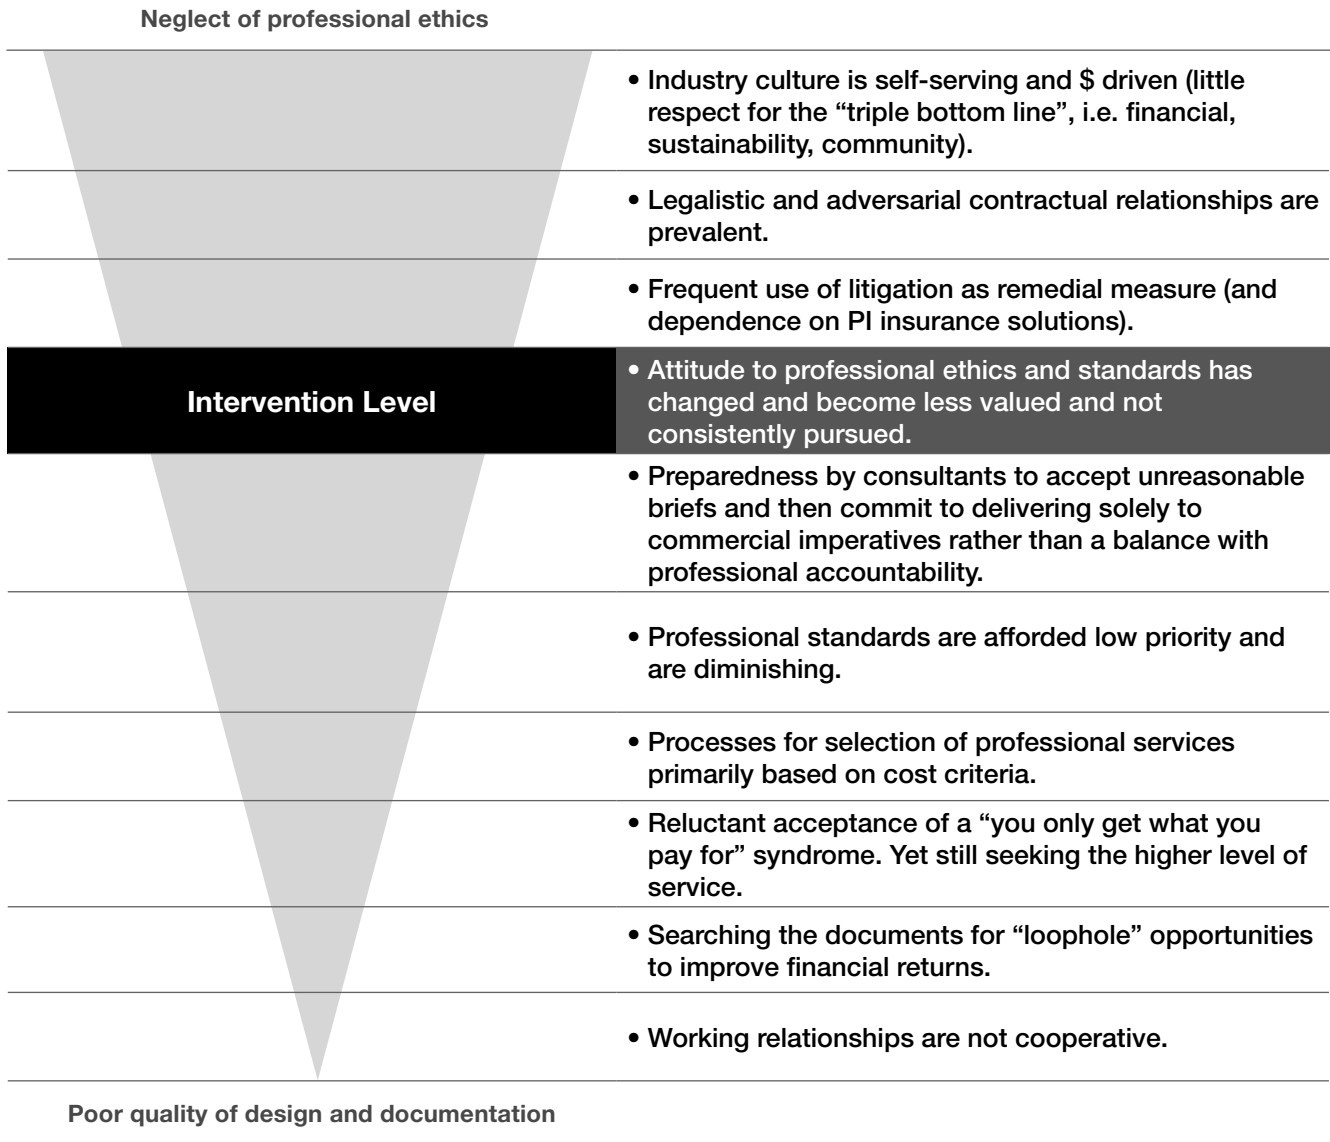 Neglect of professional ethics
• Industry culture is self-serving and $ driven (little
respect for the “triple bottom line”, i.e. financial,
sustainability, community).
• Legalistic and adversarial contractual relationships are
prevalent.
• Frequent use of litigation as remedial measure (and
dependence on PI insurance solutions).
Intervention Level
• Attitude to professional ethics and standards has
changed and become less valued and not
consistently pursued.
• Preparedness by consultants to accept unreasonable
briefs and then commit to delivering solely to
commercial imperatives rather than a balance with
professional accountability.
• Professional standards are afforded low priority and
are diminishing.
• Processes for selection of professional services
primarily based on cost criteria.
• Reluctant acceptance of a “you only get what you
pay for” syndrome. Yet still seeking the higher level of
service.
• Searching the documents for “loophole” opportunities
to improve financial returns.
• Working relationships are not cooperative.
Poor quality of design and documentation